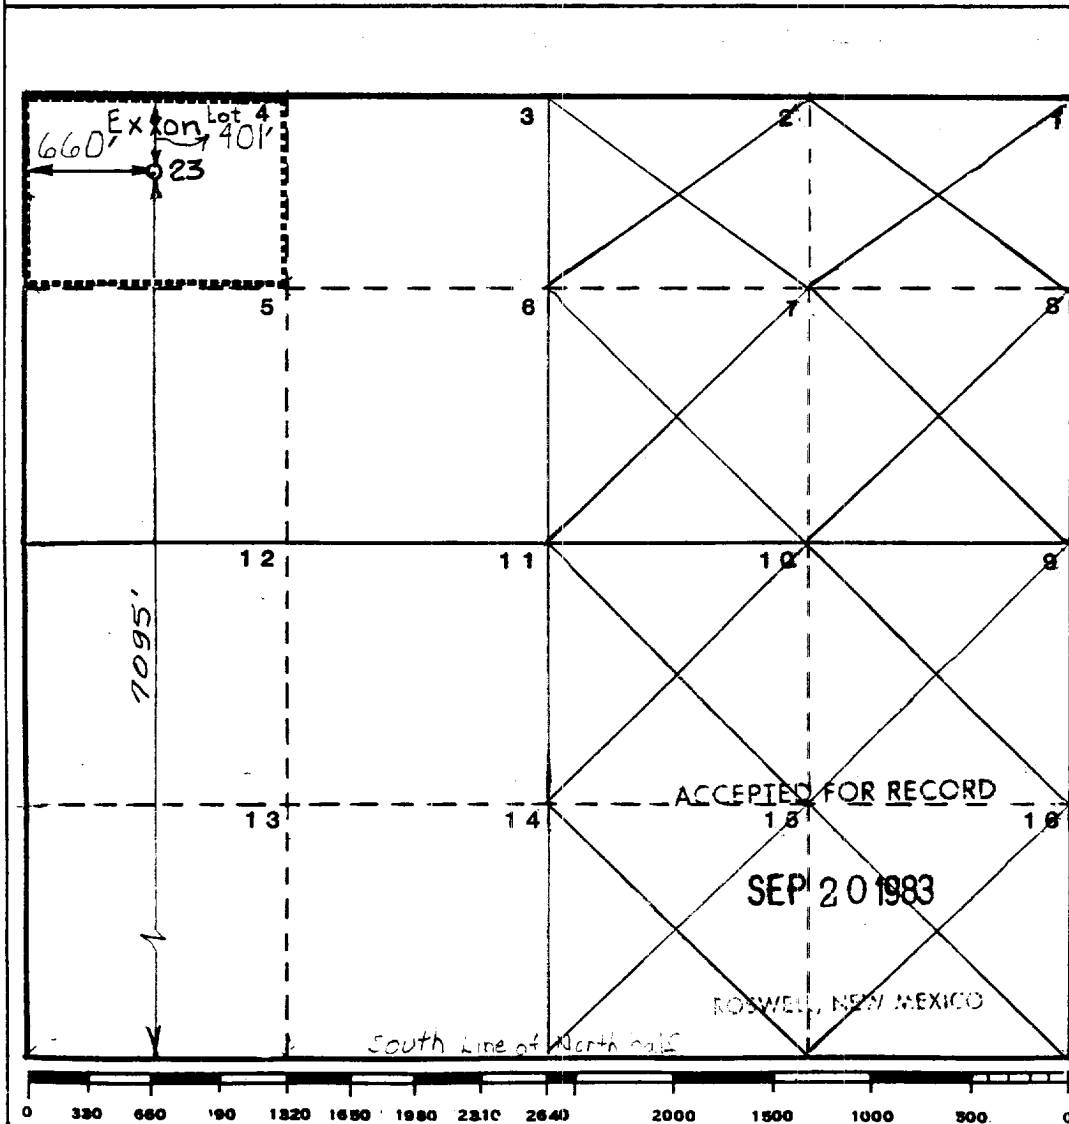 3 2 1
Exxon Lot 4
660' 401'
23
5 6 7 8
12 11 10 9
7095'
ACCEPTED FOR RECORD
13 14 15 16
SEP 20 1983
ROSWELL, NEW MEXICO
South Line of North half
0 330 660 '90 1320 1650 1980 2310 2640 2000 1500 1000 500 0